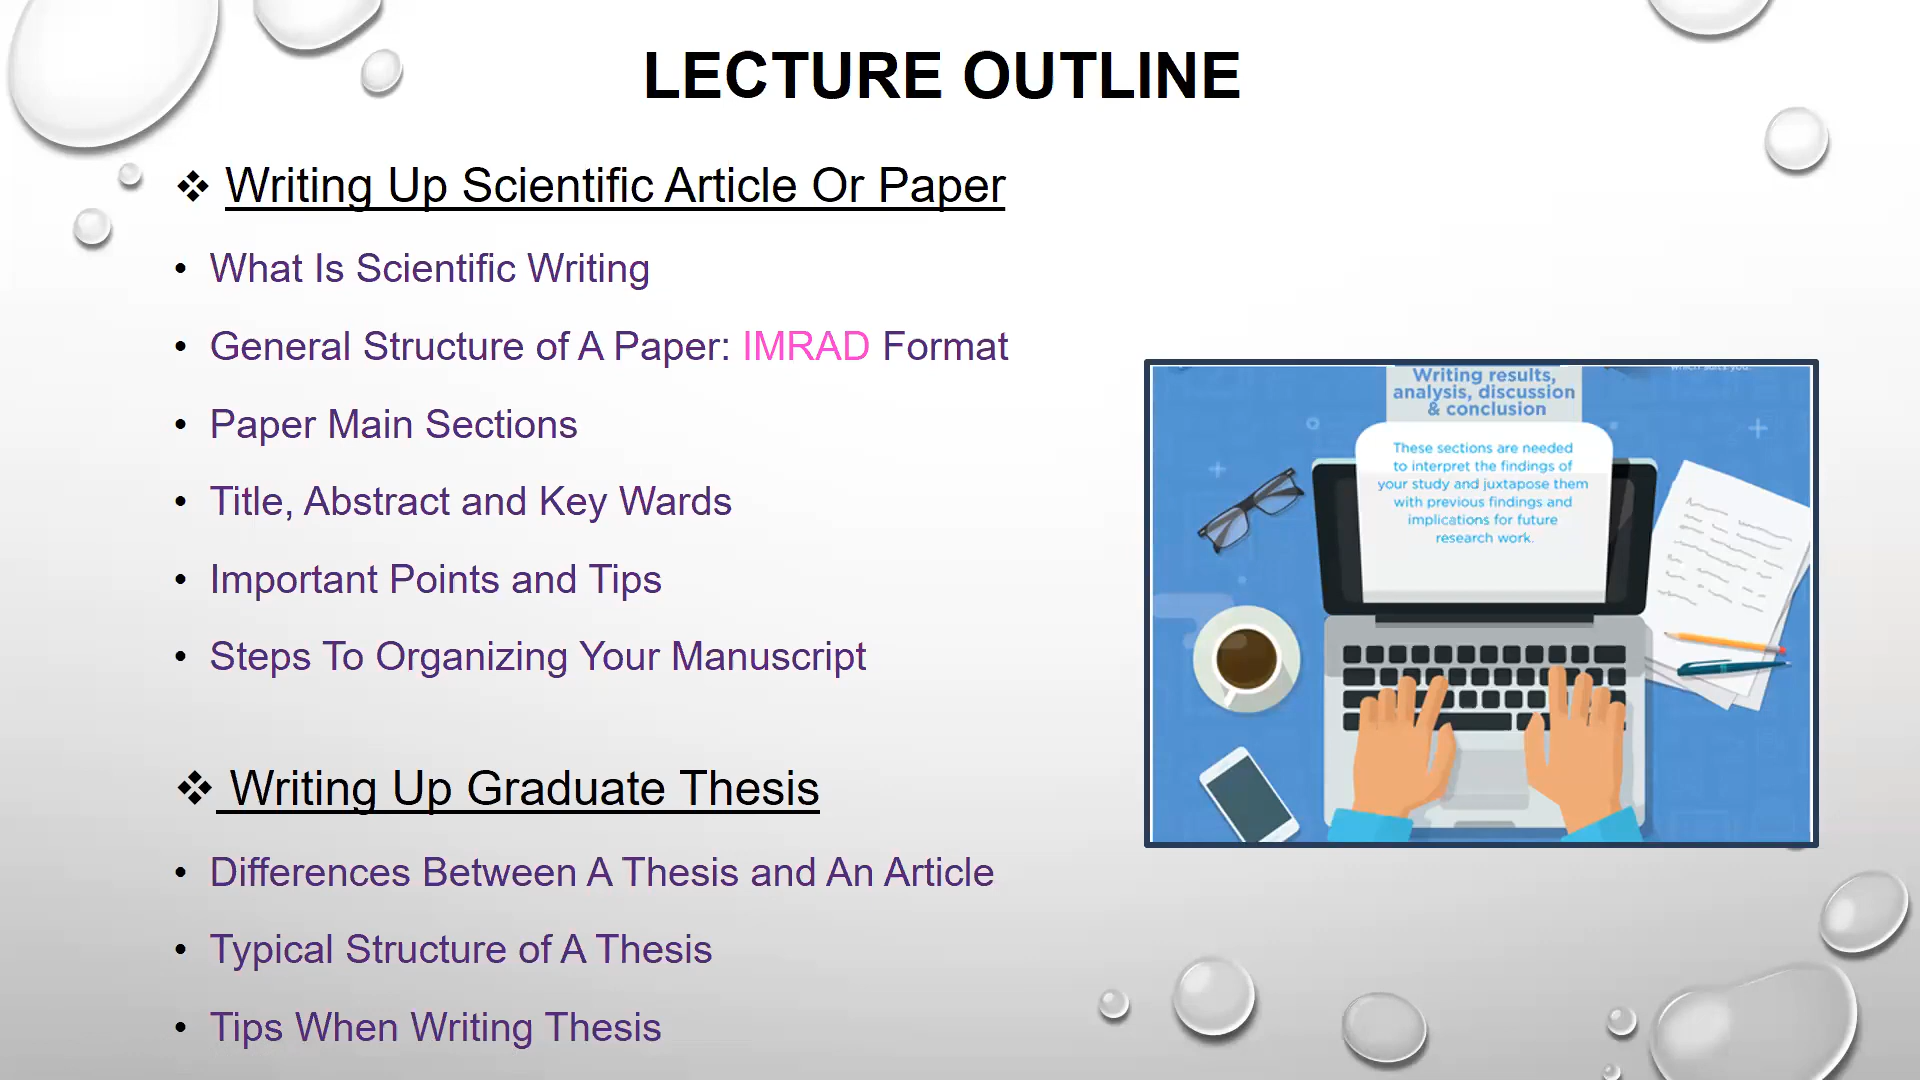 LECTURE OUTLINE
❖ Writing Up Scientific Article Or Paper
• What Is Scientific Writing
• General Structure of A Paper: IMRAD Format
• Paper Main Sections
• Title, Abstract and Key Wards
• Important Points and Tips
• Steps To Organizing Your Manuscript
❖ Writing Up Graduate Thesis
• Differences Between A Thesis and An Article
• Typical Structure of A Thesis
• Tips When Writing Thesis
Writing results,
analysis, discussion
& conclusion
These sections are needed
to interpret the findings of
your study and juxtapose them
with previous findings and
implications for future
research work.